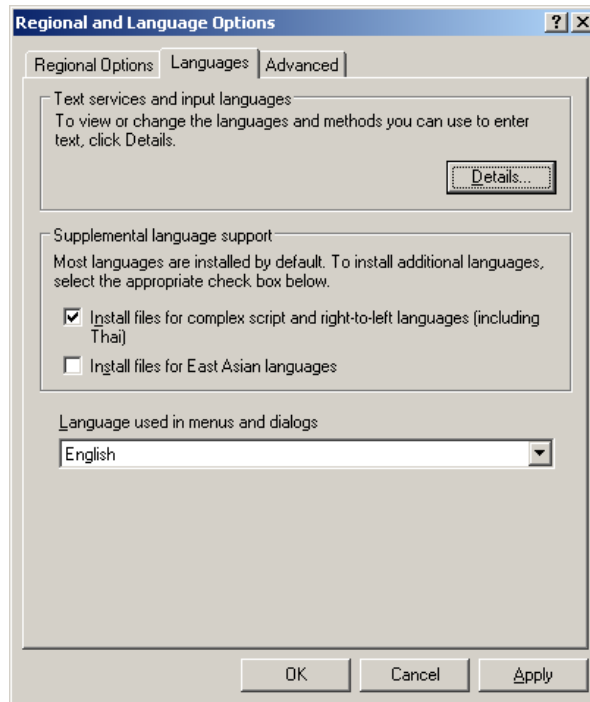 Regional and Language Options
Regional Options Languages Advanced
Text services and input languages
To view or change the languages and methods you can use to enter
text, click Details.
Details...
Supplemental language support
Most languages are installed by default. To install additional languages,
select the appropriate check box below.
Install files for complex script and right-to-left languages (including
Thai)
Install files for East Asian languages
Language used in menus and dialogs
English
OK Cancel Apply